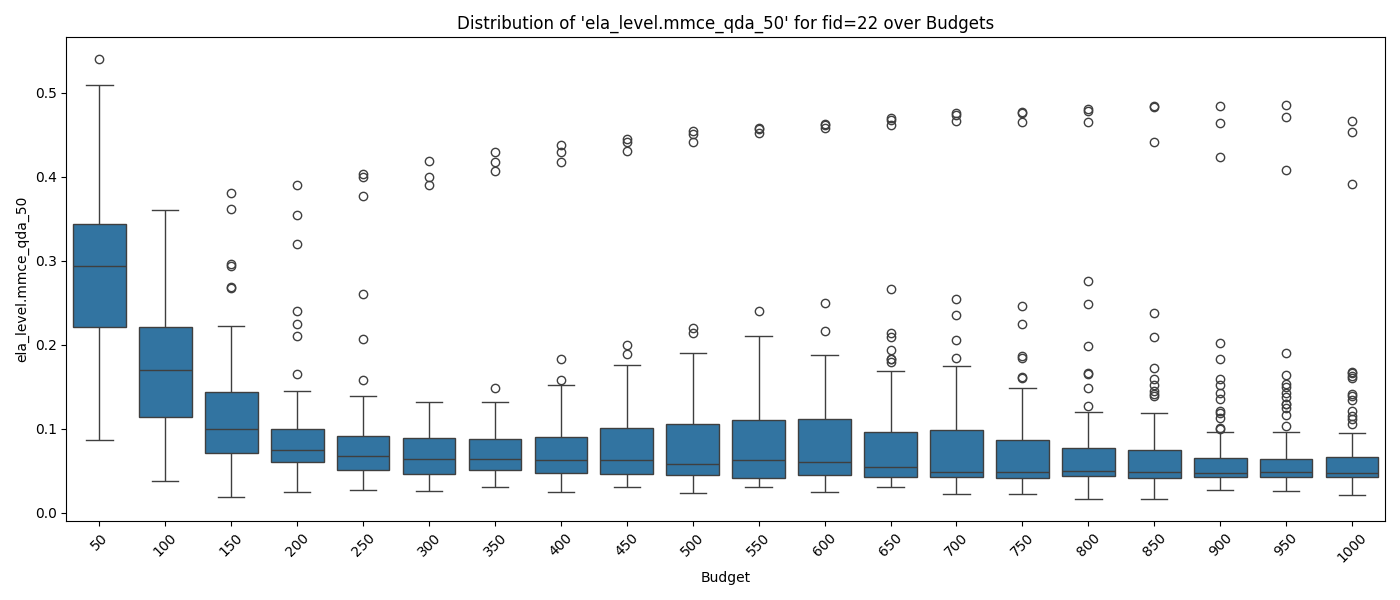 Distribution of 'ela_level.mmce_qda_50' for fid=22 over Budgets
ela_level.mmce_qda_50
0.5
0.4
0.3
0.2
0.1
0.0
50 100 150 200 250 300 350 400 450 500 550 600 650 700 750 800 850 900 950 1000
Budget